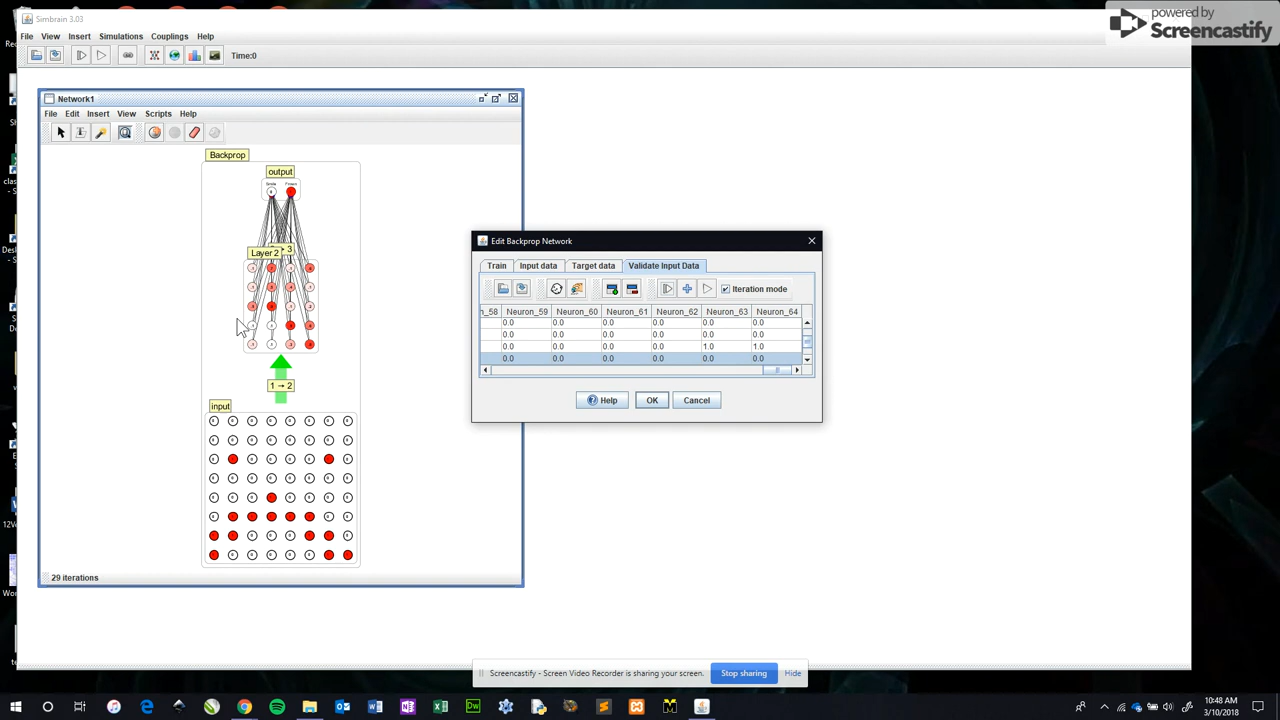 Simbrain 3.03
powered by
Screencastify
File View Insert Simulations Couplings Help
Time:0
Network1
File Edit Insert View Scripts Help
Backprop
output
Smile Frown
Layer 2
3
1 → 2
input
29 iterations
Edit Backprop Network
Train Input data Target data Validate Input Data
Iteration mode
_58 Neuron_59 Neuron_60 Neuron_61 Neuron_62 Neuron_63 Neuron_64
0.0 0.0 0.0 0.0 0.0 0.0
0.0 0.0 0.0 0.0 0.0 0.0
0.0 0.0 0.0 0.0 1.0 1.0
0.0 0.0 0.0 0.0 0.0 0.0
Help OK Cancel
Screencastify - Screen Video Recorder is sharing your screen. Stop sharing Hide
10:48 AM
3/10/2018